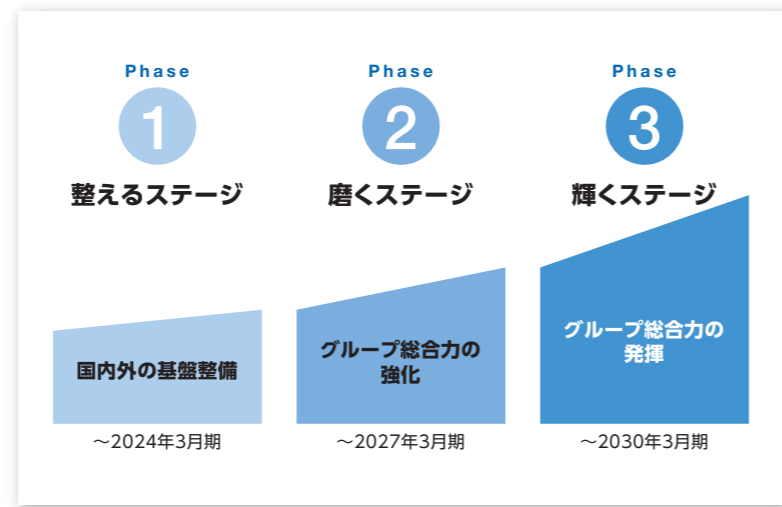 Phase
1
整えるステージ
国内外の基盤整備
～2024年3月期
Phase
2
磨くステージ
グループ総合力の
強化
～2027年3月期
Phase
3
輝くステージ
グループ総合力の
発揮
～2030年3月期